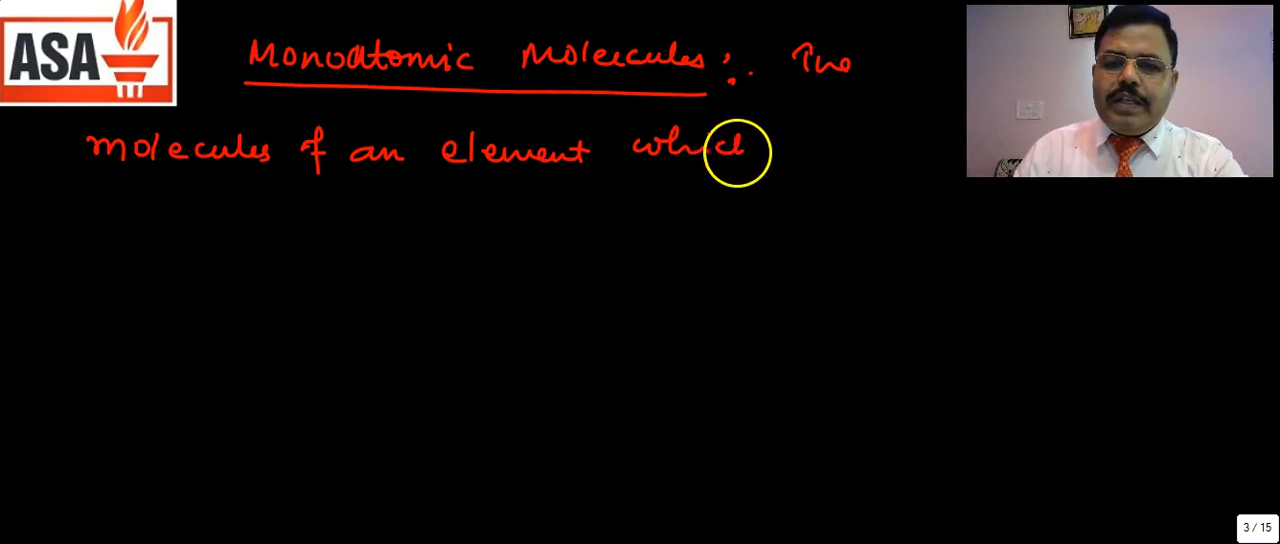 ASA
Monoatomic Molecules :. The
molecules of an element which
3 / 15